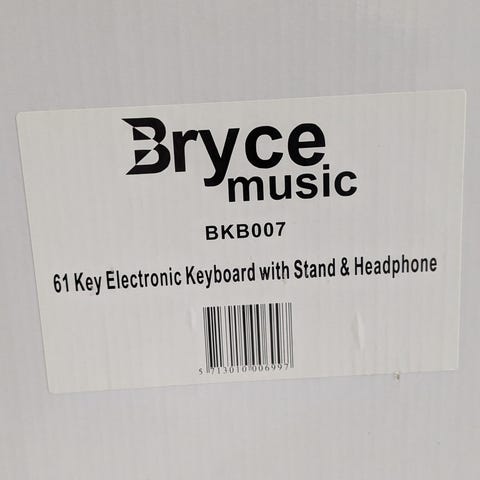 Bryce
music
BKB007
61 Key Electronic Keyboard with Stand & Headphone
5 713010 006997